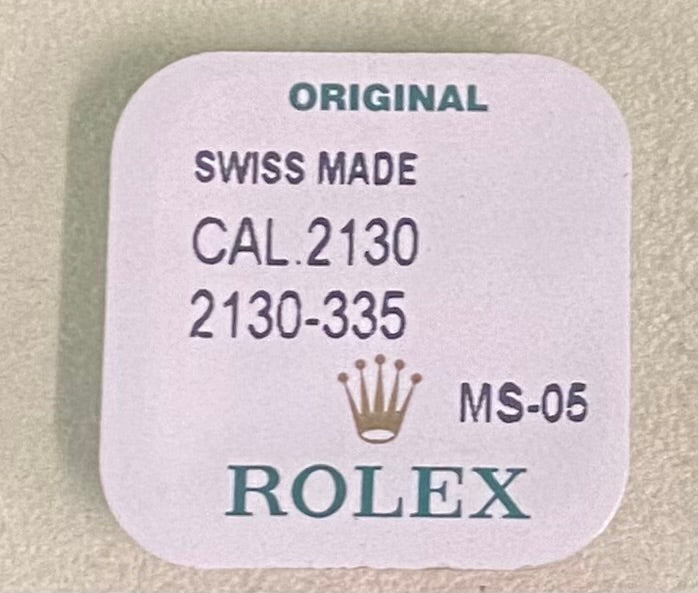 ORIGINAL
SWISS MADE
CAL.2130
2130-335
MS-05
ROLEX